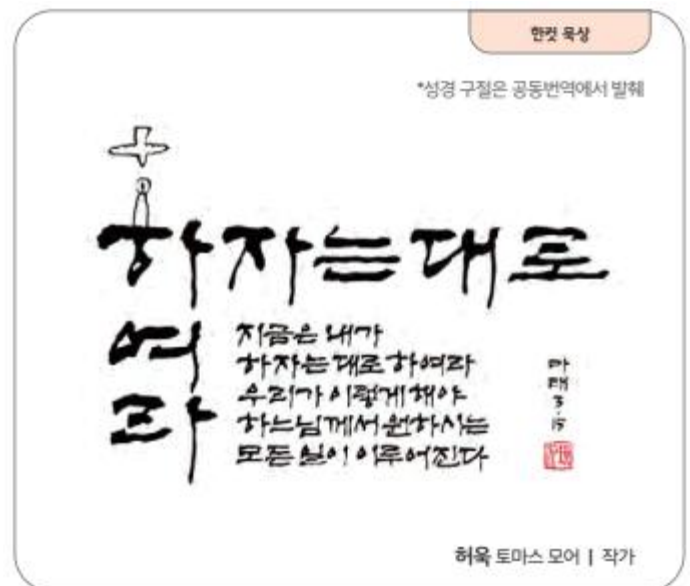 한컷 묵상
*성경 구절은 공동번역에서 발췌
하자는대로
여
라
지금은 내가
하자는대로 하여라
우리가 이렇게 해야
하느님께서 원하시는
모든 일이 이루어진다
마
태
3·15
허욱 토마스 모어 | 작가